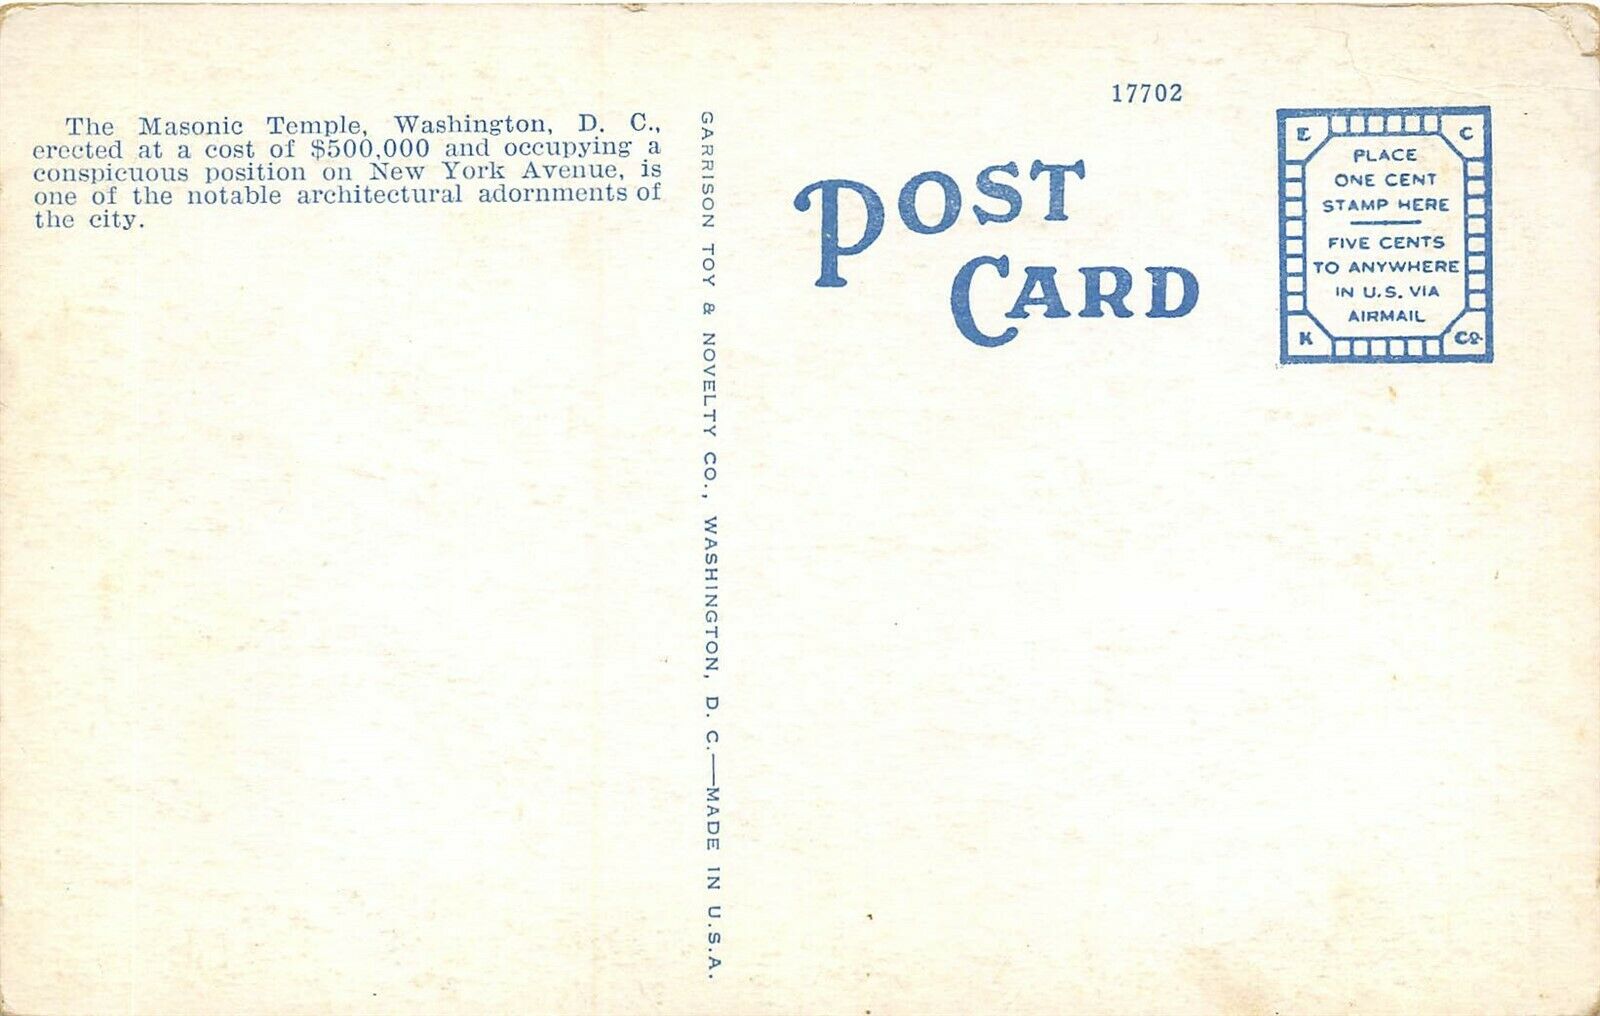 The Masonic Temple, Washington, D. C.,
erected at a cost of $500,000 and occupying a
conspicuous position on New York Avenue, is
one of the notable architectural adornments of
the city.
GARRISON TOY & NOVELTY CO., WASHINGTON, D. C.—MADE IN U.S.A.
17702
POST
CARD
E C
PLACE
ONE CENT
STAMP HERE
FIVE CENTS
TO ANYWHERE
IN U.S. VIA
AIRMAIL
K Co.